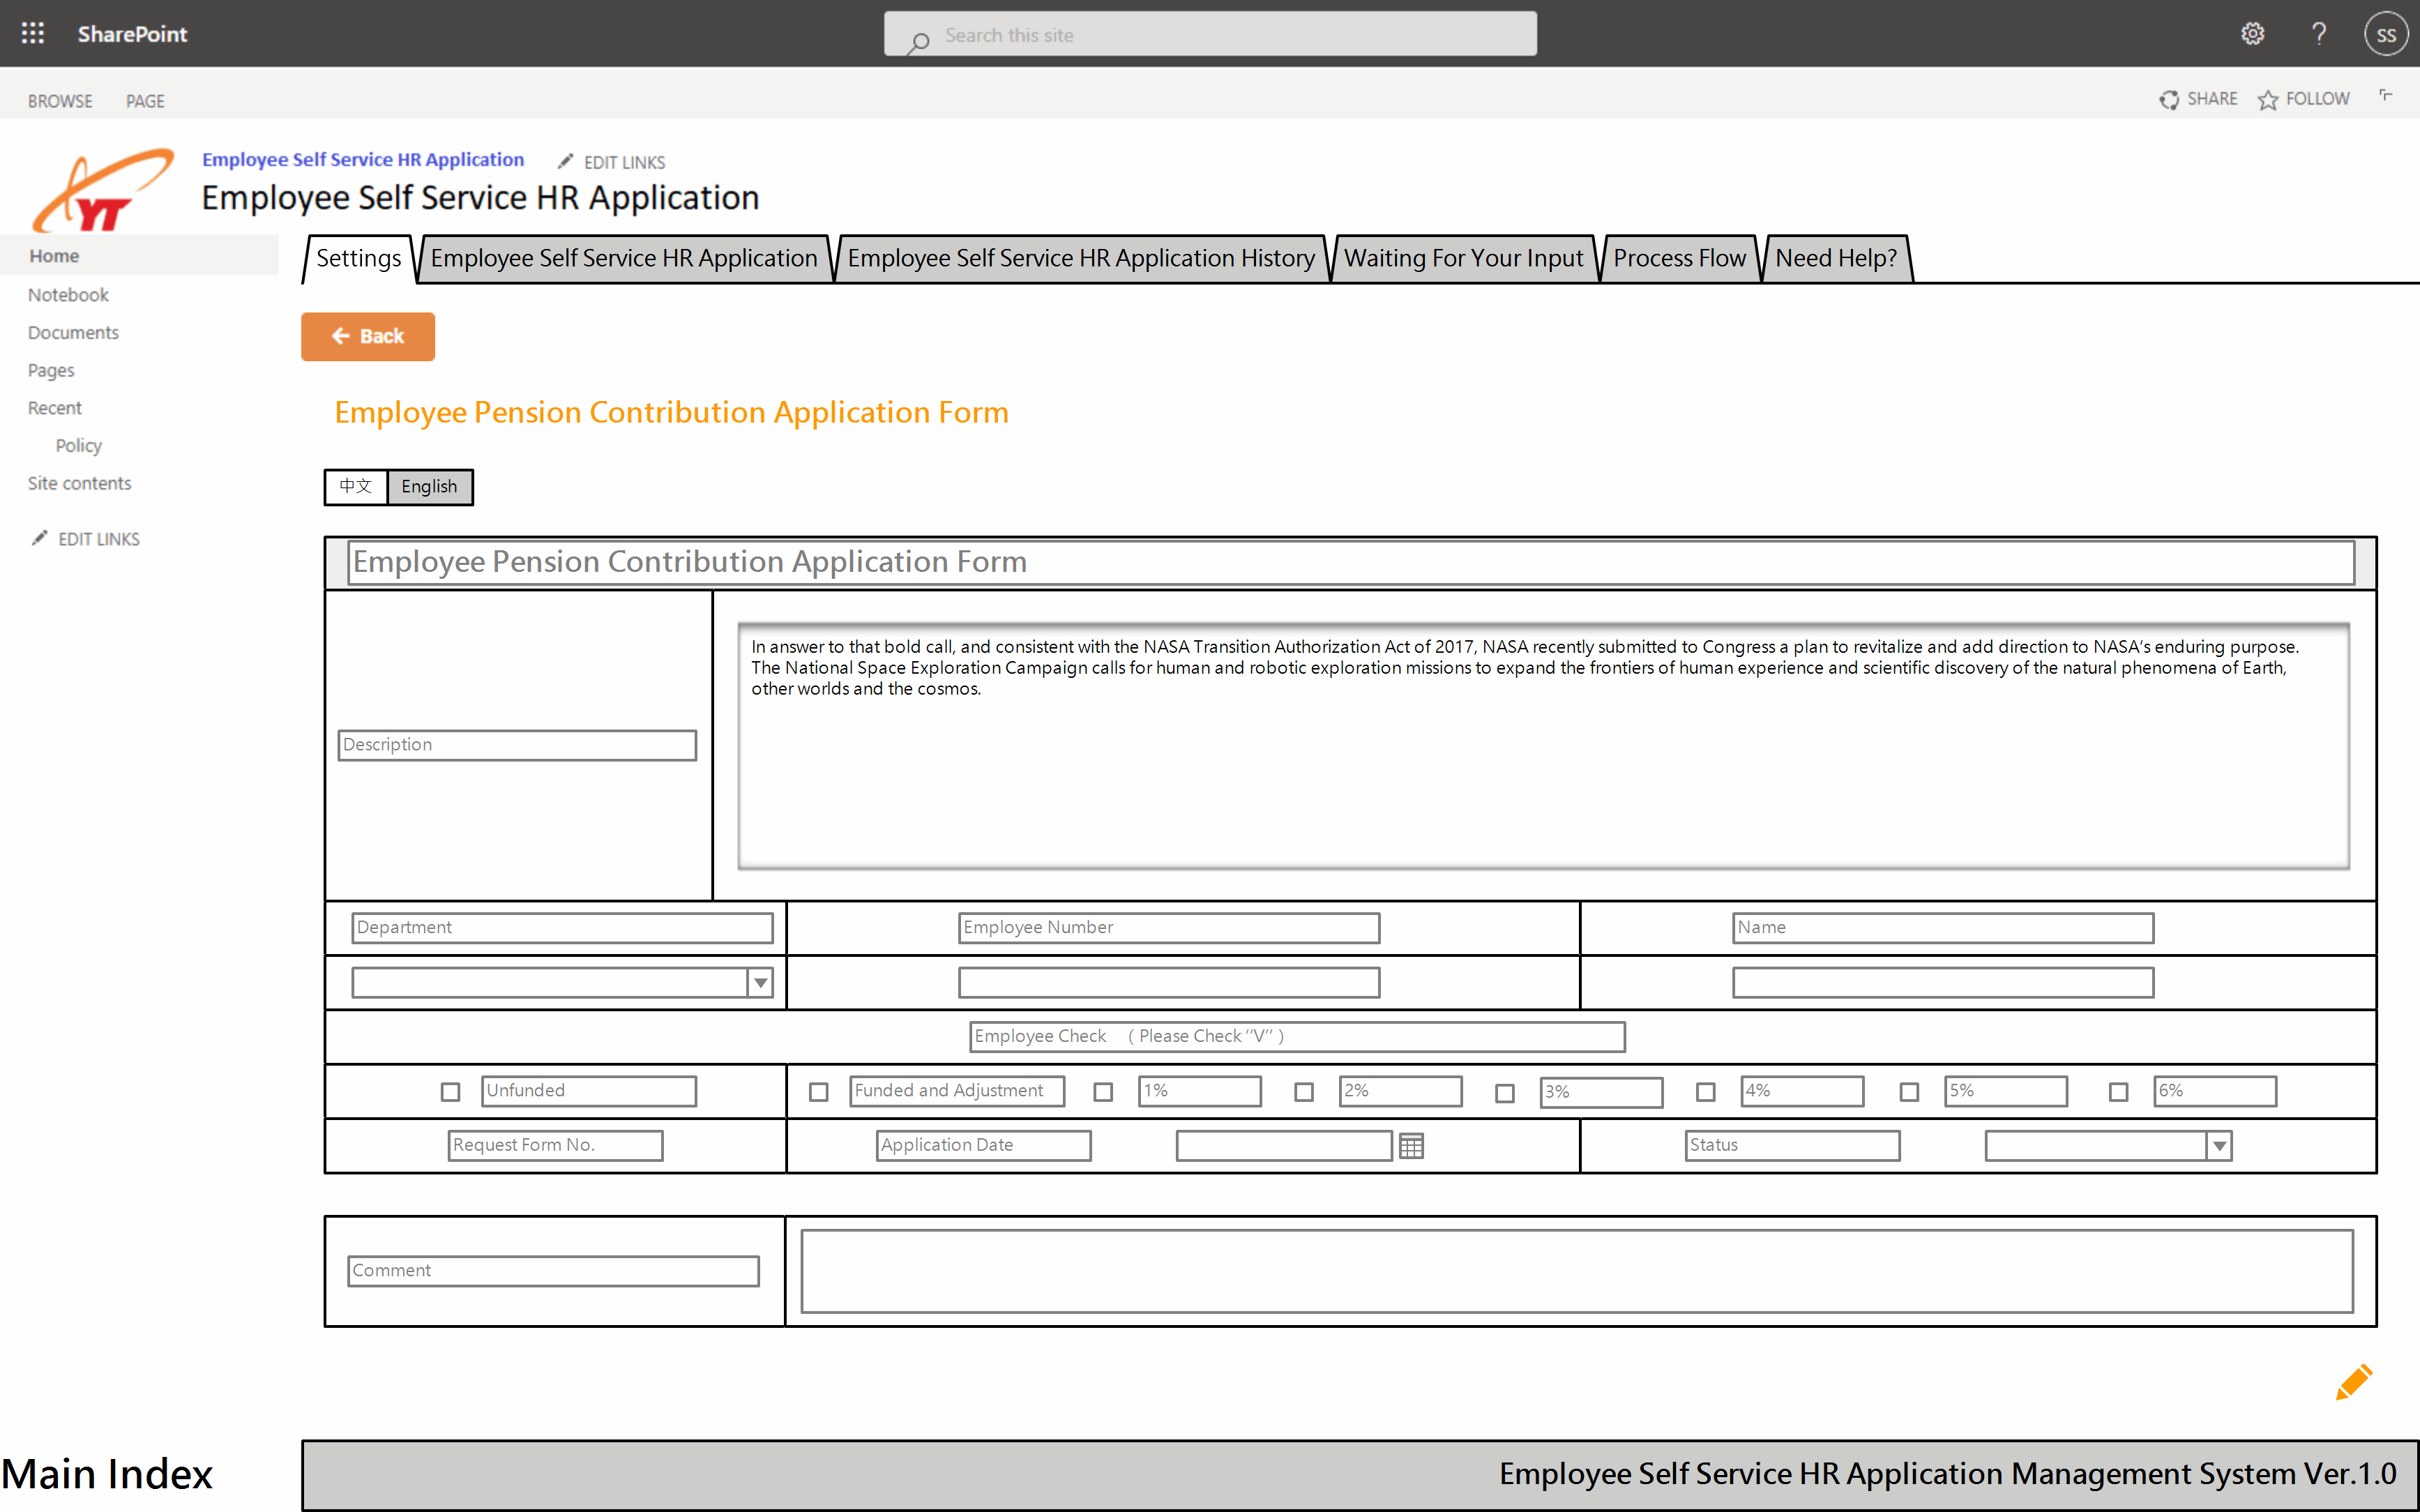 SharePoint
Search this site
?
SS
BROWSE
PAGE
SHARE
FOLLOW
YT
Employee Self Service HR Application
EDIT LINKS
Employee Self Service HR Application
Home
Notebook
Documents
Pages
Recent
Policy
Site contents
EDIT LINKS
Settings
Employee Self Service HR Application
Employee Self Service HR Application History
Waiting For Your Input
Process Flow
Need Help?
Back
Employee Pension Contribution Application Form
中文
English
Employee Pension Contribution Application Form
Description
In answer to that bold call, and consistent with the NASA Transition Authorization Act of 2017, NASA recently submitted to Congress a plan to revitalize and add direction to NASA’s enduring purpose.
The National Space Exploration Campaign calls for human and robotic exploration missions to expand the frontiers of human experience and scientific discovery of the natural phenomena of Earth,
other worlds and the cosmos.
Department
Employee Number
Name
Employee Check （ Please Check ‘‘V’’ ）
Unfunded
Funded and Adjustment
1%
2%
3%
4%
5%
6%
Request Form No.
Application Date
Status
Comment
Main Index
Employee Self Service HR Application Management System Ver.1.0